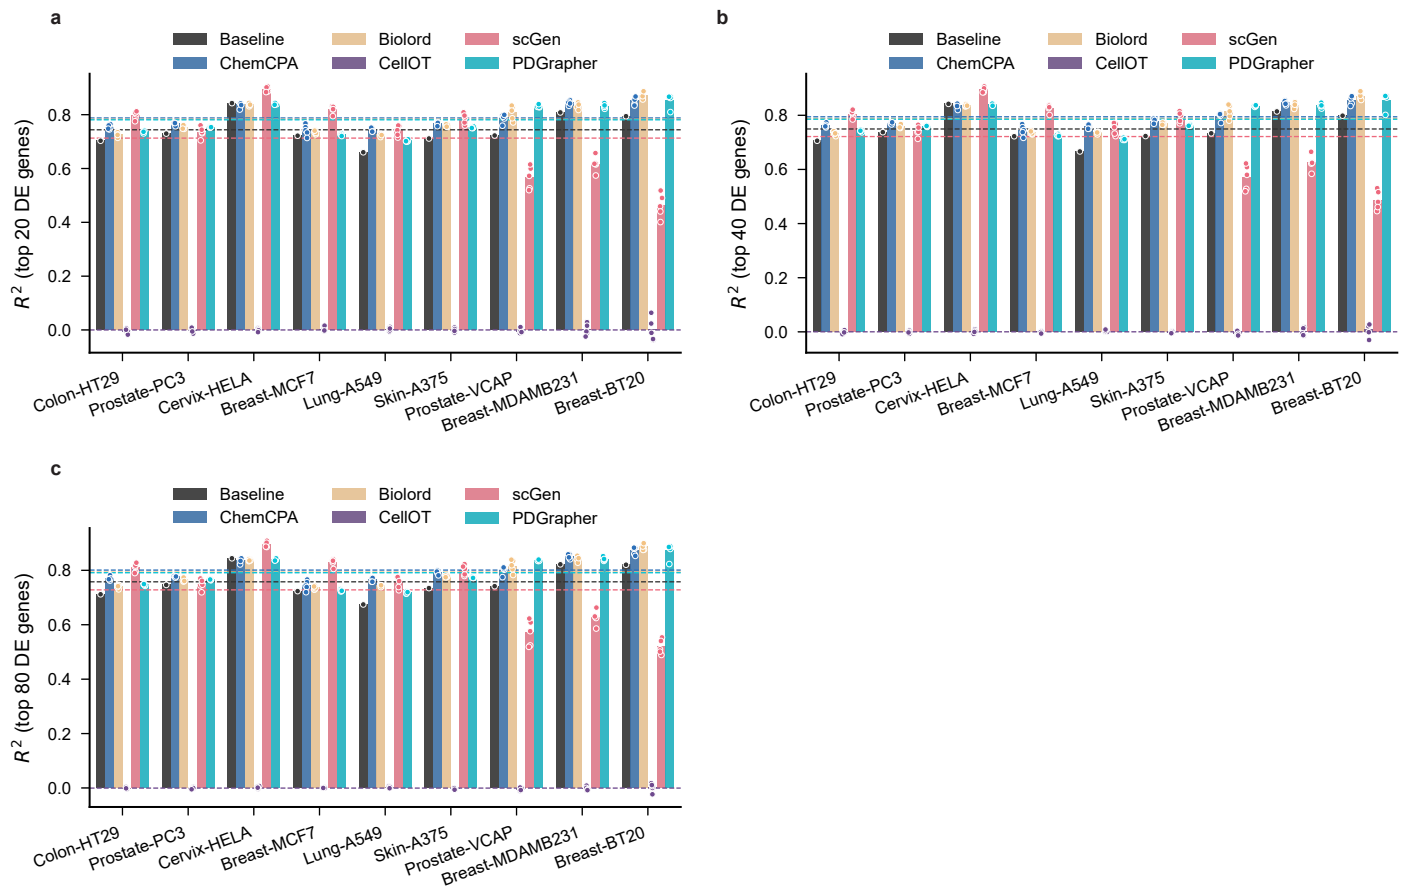 a
Baseline Biolord scGen
ChemCPA CellOT PDGrapher
R² (top 20 DE genes)
0.8
0.6
0.4
0.2
0.0
Colon-HT29
Prostate-PC3
Cervix-HELA
Breast-MCF7
Lung-A549
Skin-A375
Prostate-VCAP
Breast-MDAMB231
Breast-BT20
b
Baseline Biolord scGen
ChemCPA CellOT PDGrapher
R² (top 40 DE genes)
0.8
0.6
0.4
0.2
0.0
Colon-HT29
Prostate-PC3
Cervix-HELA
Breast-MCF7
Lung-A549
Skin-A375
Prostate-VCAP
Breast-MDAMB231
Breast-BT20
c
Baseline Biolord scGen
ChemCPA CellOT PDGrapher
R² (top 80 DE genes)
0.8
0.6
0.4
0.2
0.0
Colon-HT29
Prostate-PC3
Cervix-HELA
Breast-MCF7
Lung-A549
Skin-A375
Prostate-VCAP
Breast-MDAMB231
Breast-BT20